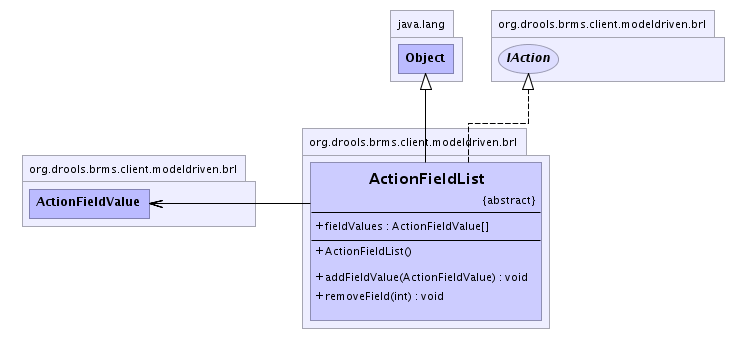 java.lang
Object
org.drools.brms.client.modeldriven.brl
IAction
org.drools.brms.client.modeldriven.brl
ActionFieldValue
org.drools.brms.client.modeldriven.brl
ActionFieldList
{abstract}
+fieldValues : ActionFieldValue[]
+ActionFieldList()
+addFieldValue(ActionFieldValue) : void
+removeField(int) : void